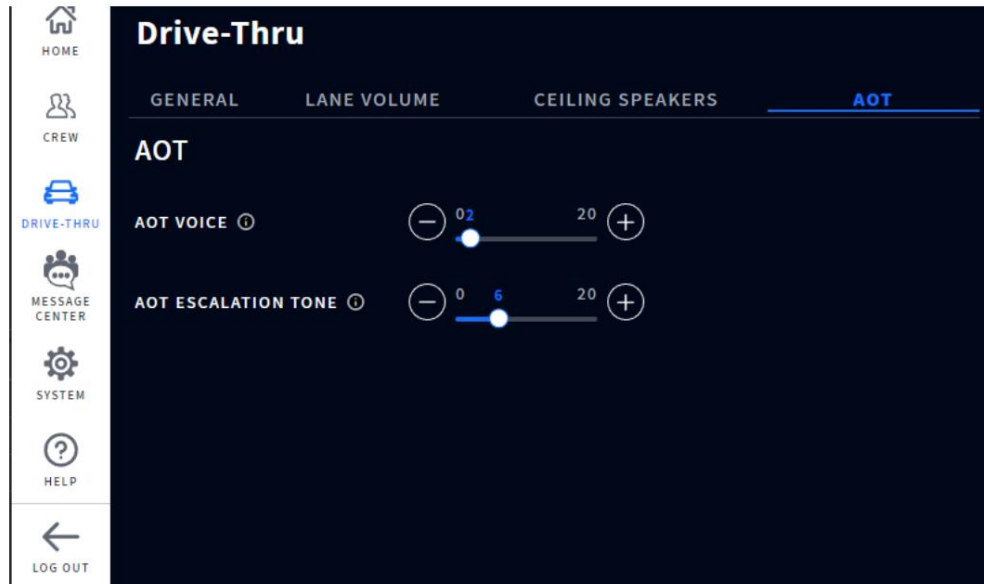 HOME
CREW
DRIVE-THRU
MESSAGE
CENTER
SYSTEM
HELP
LOG OUT
Drive-Thru
GENERAL LANE VOLUME CEILING SPEAKERS AOT
AOT
AOT VOICE 0 2 20
AOT ESCALATION TONE 0 6 20